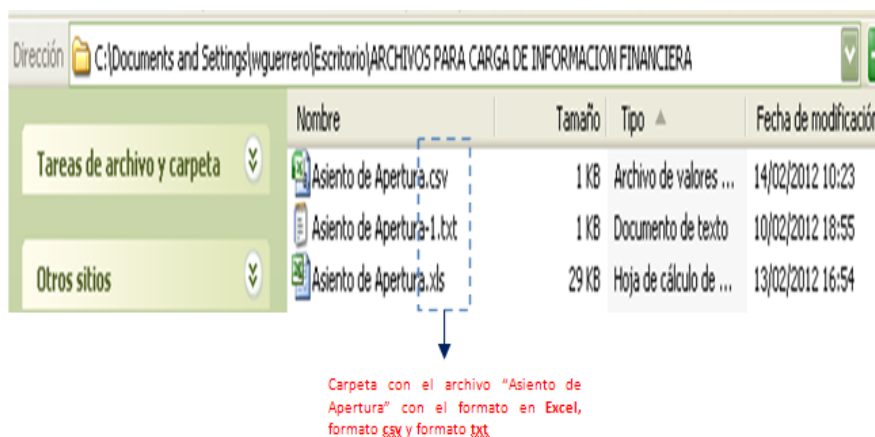 Dirección C:\Documents and Settings\wguerrero\Escritorio\ARCHIVOS PARA CARGA DE INFORMACION FINANCIERA
Nombre Tamaño Tipo Fecha de modificación
Tareas de archivo y carpeta
Asiento de Apertura.csv 1 KB Archivo de valores ... 14/02/2012 10:23
Asiento de Apertura-1.txt 1 KB Documento de texto 10/02/2012 18:55
Otros sitios
Asiento de Apertura.xls 29 KB Hoja de cálculo de ... 13/02/2012 16:54
Carpeta con el archivo "Asiento de
Apertura" con el formato en Excel,
formato csv y formato txt